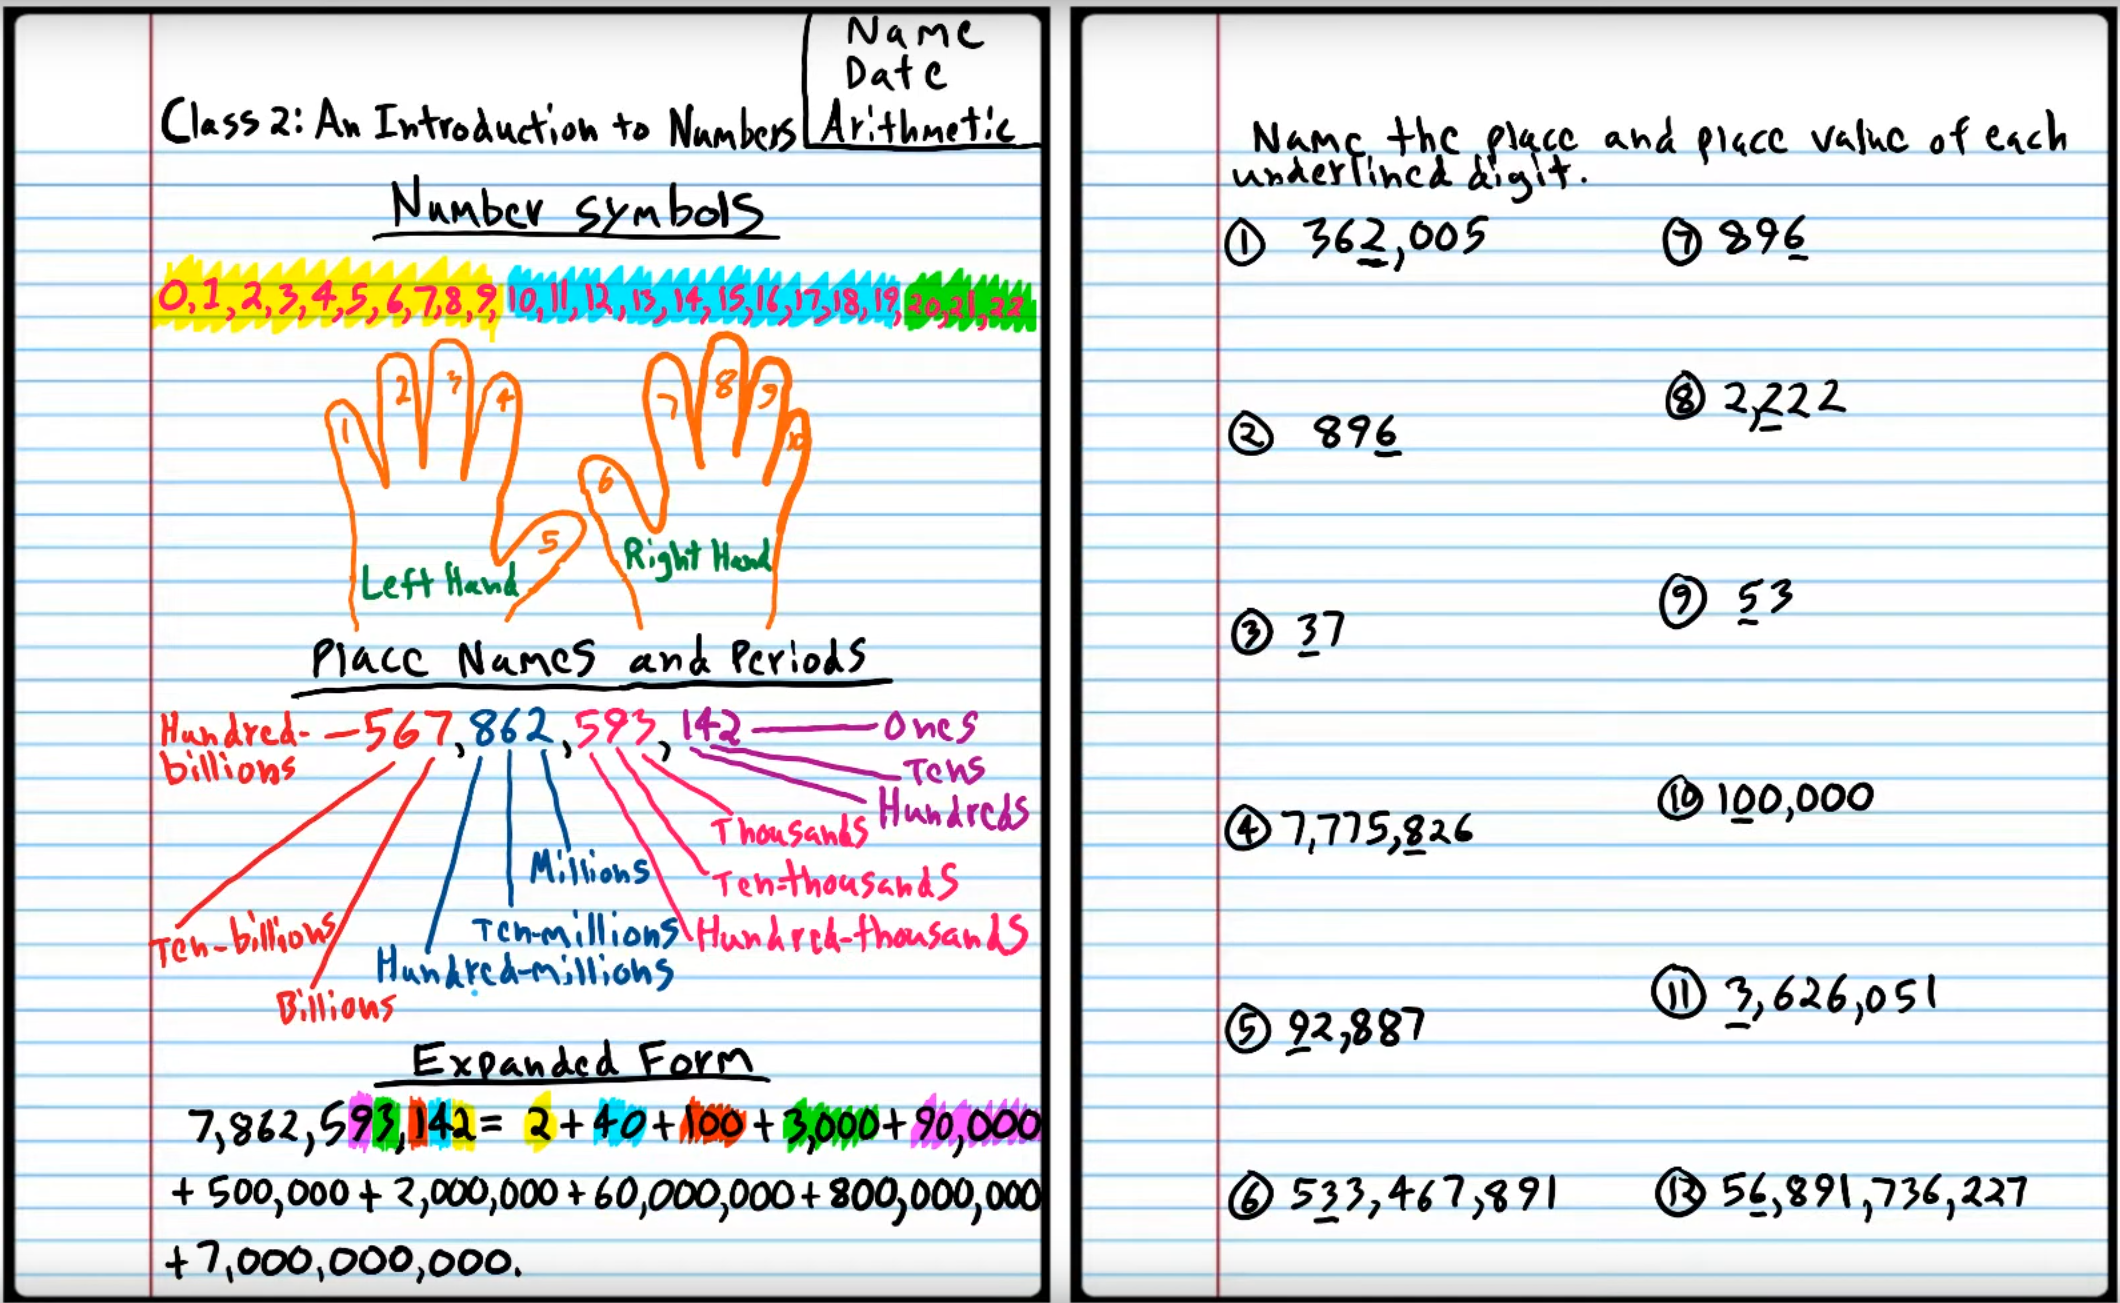 Name
Date
Class 2: An Introduction to Numbers Arithmetic
Number symbols
0, 1, 2, 3, 4, 5, 6, 7, 8, 9, 10, 11, 12, 13, 14, 15, 16, 17, 18, 19, 20, 21, 22
1 2 3 4 5
6 7 8 9 10
Left Hand
Right Hand
Place Names and Periods
Hundred-billions
567,862,593,142
Ones
Tens
Hundreds
Thousands
Ten-thousands
Hundred-thousands
Millions
Ten-millions
Hundred-millions
Ten-billions
Billions
Expanded Form
7,862,593,142 = 2 + 40 + 100 + 3,000 + 90,000
+ 500,000 + 2,000,000 + 60,000,000 + 800,000,000
+ 7,000,000,000.
Name the place and place value of each
underlined digit.
① 362,005
② 896
③ 37
④ 7,775,826
⑤ 92,887
⑥ 533,467,891
⑦ 896
⑧ 2,222
⑨ 53
⑩ 100,000
⑪ 3,626,051
⑫ 56,891,736,227